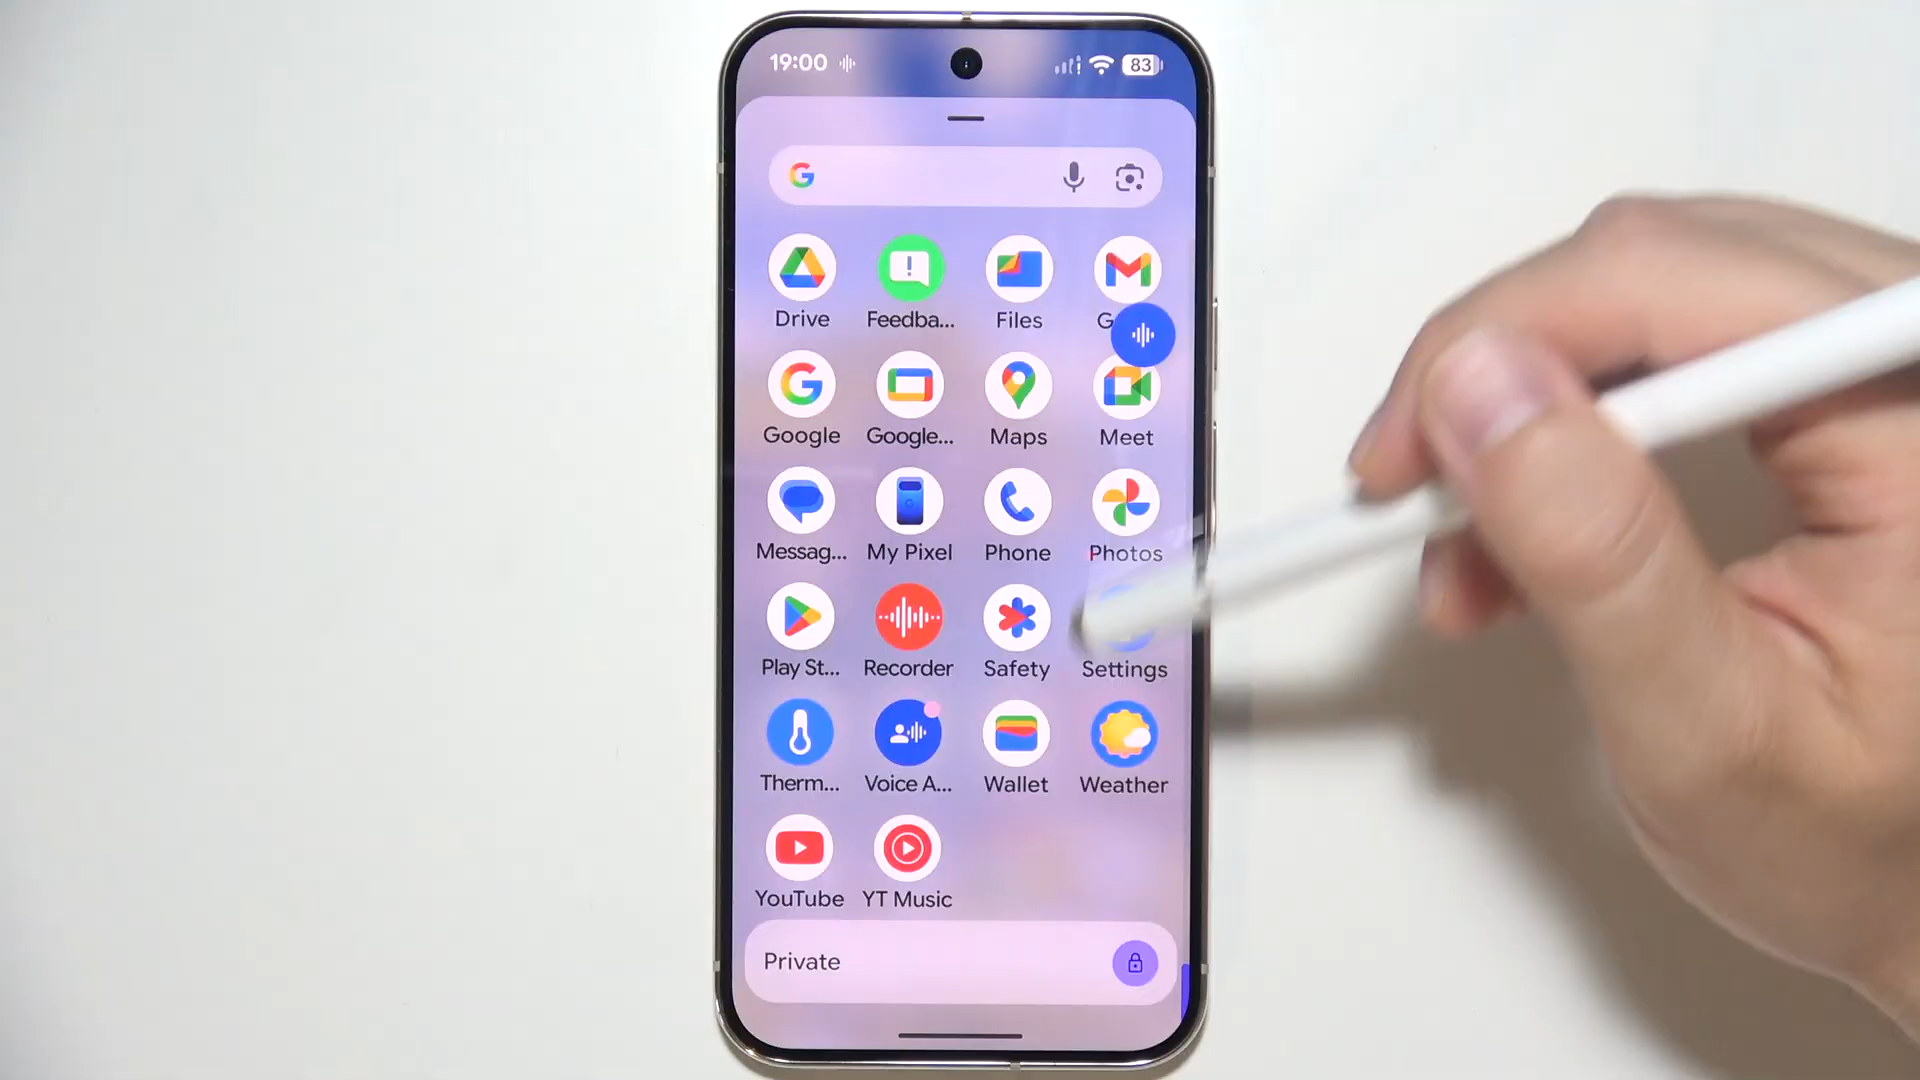 19:00 83
Drive Feedba... Files G
Google Google... Maps Meet
Messag... My Pixel Phone Photos
Play St... Recorder Safety Settings
Therm... Voice A... Wallet Weather
YouTube YT Music
Private